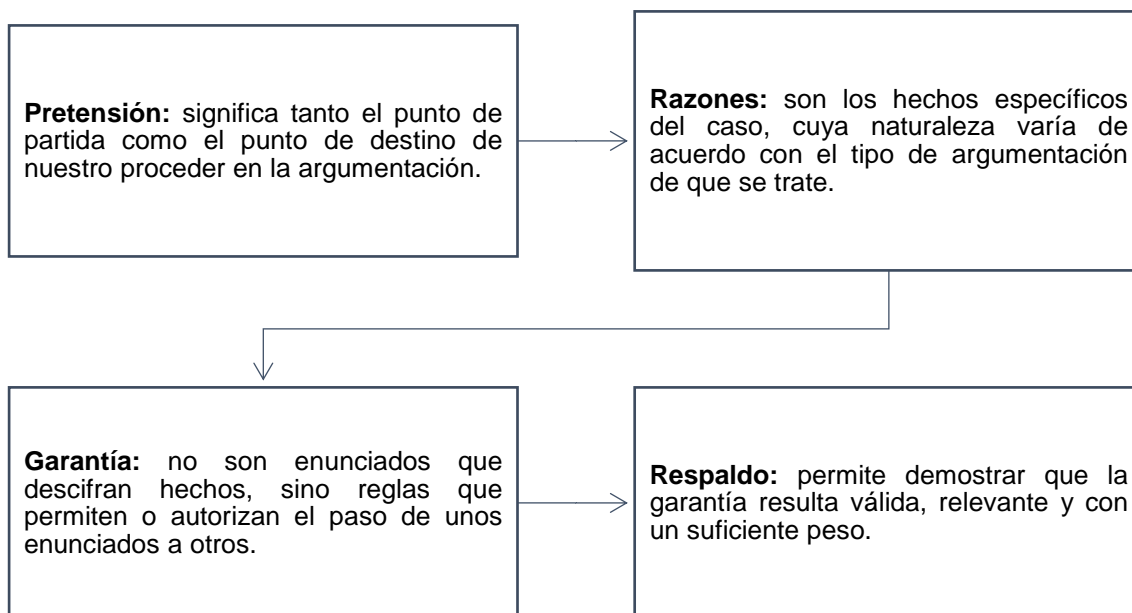 Pretensión: significa tanto el punto de
partida como el punto de destino de
nuestro proceder en la argumentación.
Razones: son los hechos específicos
del caso, cuya naturaleza varía de
acuerdo con el tipo de argumentación
de que se trate.
Garantía: no son enunciados que
descifran hechos, sino reglas que
permiten o autorizan el paso de unos
enunciados a otros.
Respaldo: permite demostrar que la
garantía resulta válida, relevante y con
un suficiente peso.